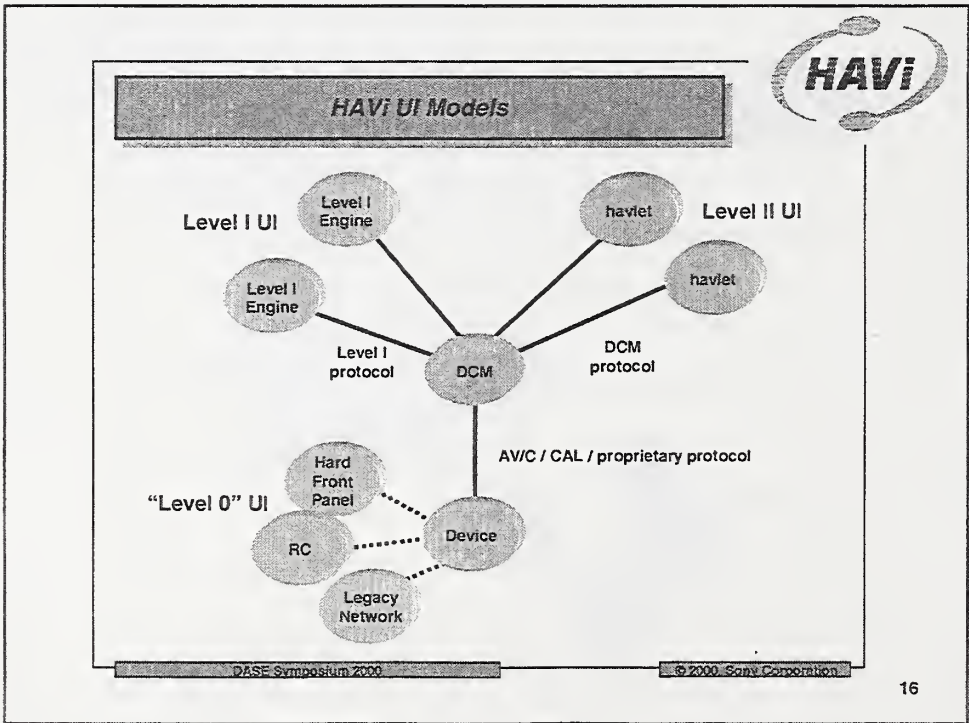 HAVi
HAVi UI Models
Level I UI
Level I
Engine
Level I
Engine
havlet
Level II UI
havlet
Level I
protocol
DCM
DCM
protocol
AV/C / CAL / proprietary protocol
"Level 0" UI
Hard
Front
Panel
RC
Device
Legacy
Network
DASE Symposium 2000
© 2000, Sony Corporation
16